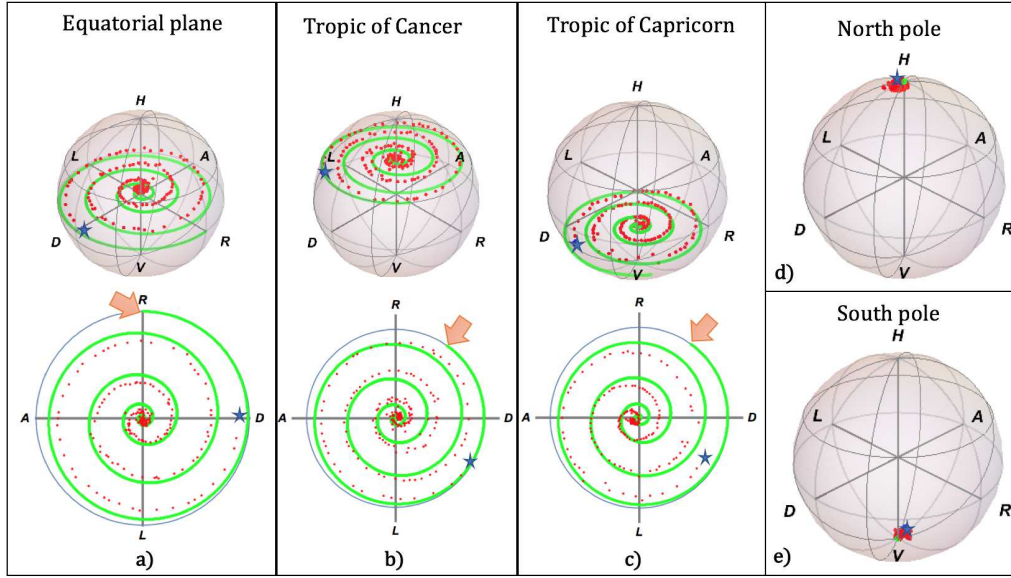 Equatorial plane
H
L
A
D
R
V
R
A
D
L
a)
Tropic of Cancer
H
L
A
D
R
V
R
A
D
L
b)
Tropic of Capricorn
H
L
A
D
R
V
R
A
D
L
c)
North pole
H
L
A
D
R
V
d)
South pole
H
L
A
D
R
V
e)